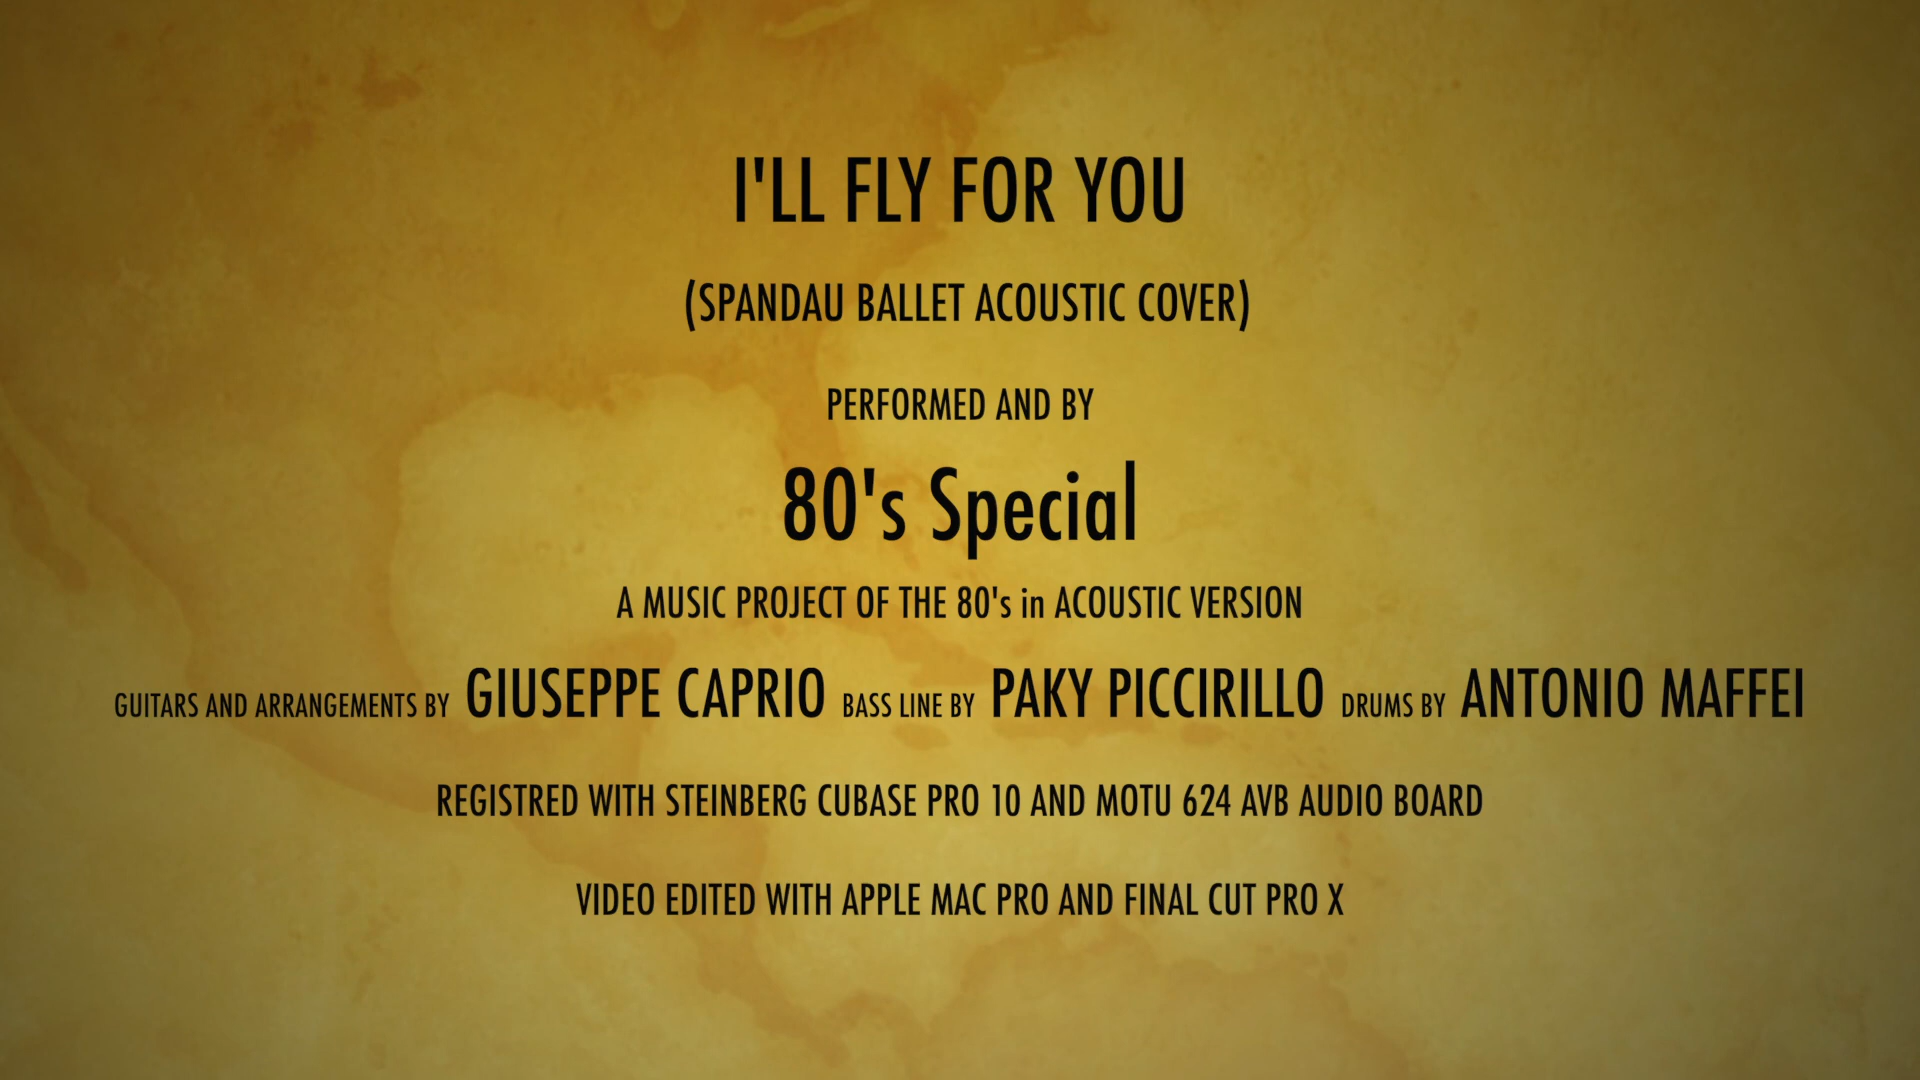 I'LL FLY FOR YOU
(SPANDAU BALLET ACOUSTIC COVER)
PERFORMED AND BY
80's Special
A MUSIC PROJECT OF THE 80's in ACOUSTIC VERSION
GUITARS AND ARRANGEMENTS BY GIUSEPPE CAPRIO BASS LINE BY PAKY PICCIRILLO DRUMS BY ANTONIO MAFFEI
REGISTRED WITH STEINBERG CUBASE PRO 10 AND MOTU 624 AVB AUDIO BOARD
VIDEO EDITED WITH APPLE MAC PRO AND FINAL CUT PRO X